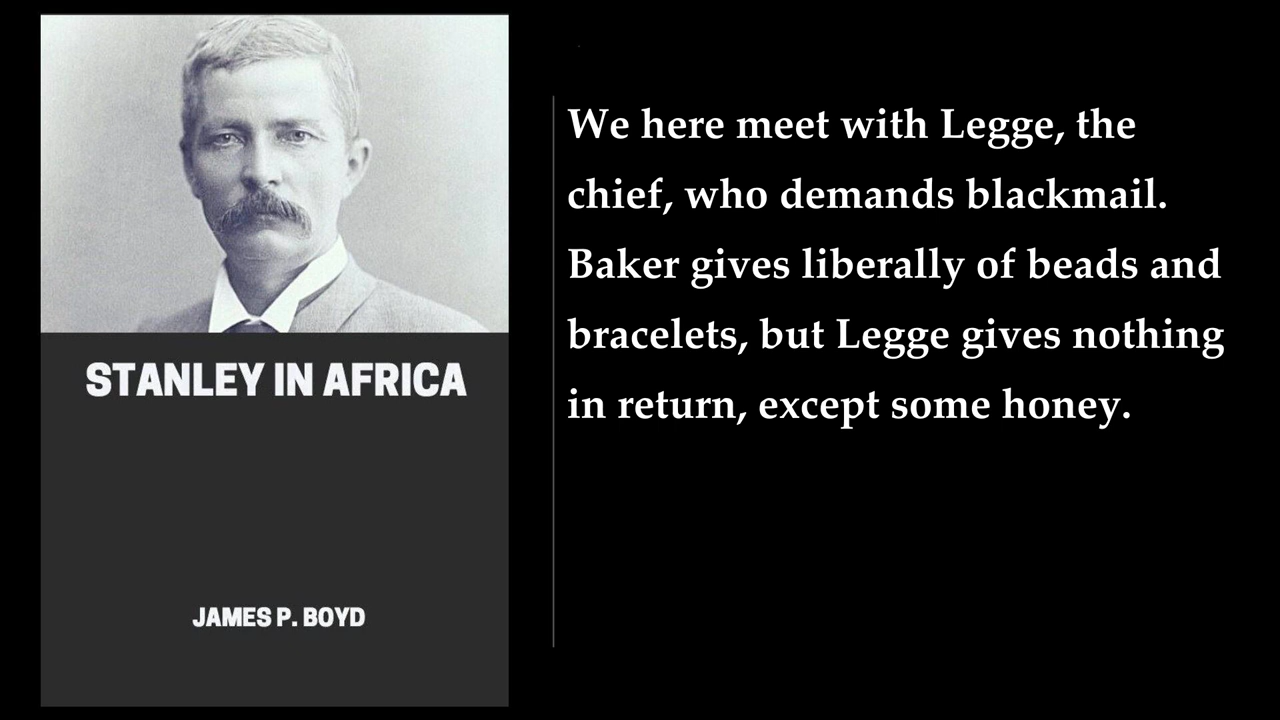 STANLEY IN AFRICA
JAMES P. BOYD
We here meet with Legge, the
chief, who demands blackmail.
Baker gives liberally of beads and
bracelets, but Legge gives nothing
in return, except some honey.